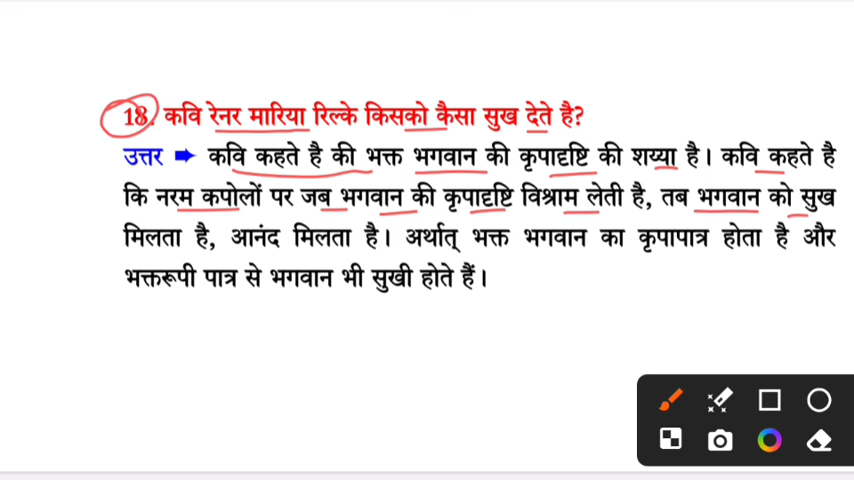 18. कवि रेनर मारिया रिल्के किसको कैसा सुख देते है?
उत्तर ➡ कवि कहते है की भक्त भगवान की कृपादृष्टि की शय्या है। कवि कहते है
कि नरम कपोलों पर जब भगवान की कृपादृष्टि विश्राम लेती है, तब भगवान को सुख
मिलता है, आनंद मिलता है। अर्थात् भक्त भगवान का कृपापात्र होता है और
भक्तरूपी पात्र से भगवान भी सुखी होते हैं।